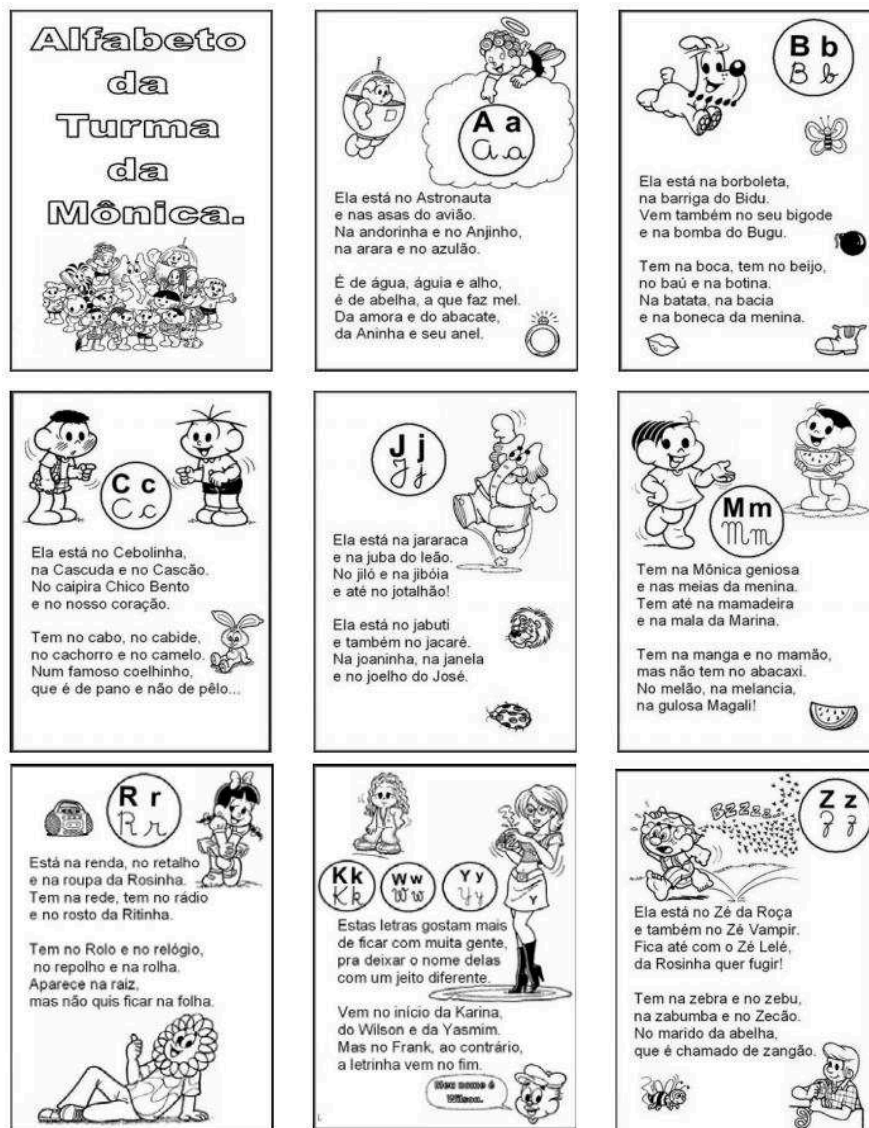 Alfabeto
da
Turma
da
Mônica.
A a
A a
Ela está no Astronauta
e nas asas do avião.
Na andorinha e no Anjinho,
na arara e no azulão.
É de água, águia e alho,
é de abelha, a que faz mel.
Da amora e do abacate,
da Aninha e seu anel.
B b
B b
Ela está na borboleta,
na barriga do Bidu.
Vem também no seu bigode
e na bomba do Bugu.
Tem na boca, tem no beijo,
no baú e na botina.
Na batata, na bacia
e na boneca da menina.
C c
C c
Ela está no Cebolinha,
na Cascuda e no Cascão.
No caipira Chico Bento
e no nosso coração.
Tem no cabo, no cabide,
no cachorro e no camelo.
Num famoso coelhinho,
que é de pano e não de pêlo...
J j
J j
Ela está na jararaca
e na juba do leão.
No jiló e na jibóia
e até no jotalhão!
Ela está no jabuti
e também no jacaré.
Na joaninha, na janela
e no joelho do José.
Mm
Mm
Tem na Mônica geniosa
e nas meias da menina.
Tem até na mamadeira
e na mala da Marina.
Tem na manga e no mamão,
mas não tem no abacaxi.
No melão, na melancia,
na gulosa Magali!
R r
R r
Está na renda, no retalho
e na roupa da Rosinha.
Tem na rede, tem no rádio
e no rosto da Ritinha.
Tem no Rolo e no relógio,
no repolho e na rolha.
Aparece na raiz,
mas não quis ficar na folha.
Kk Ww Yy
Kk Ww Yy
Y
Estas letras gostam mais
de ficar com muita gente,
pra deixar o nome delas
com um jeito diferente.
Vem no início da Karina,
do Wilson e da Yasmim.
Mas no Frank, ao contrário,
a letrinha vem no fim.
Meu nome é
Wilson.
BZZZzzz
Z z
Z z
Ela está no Zé da Roça
e também no Zé Vampir.
Fica até com o Zé Lelé,
da Rosinha quer fugir!
Tem na zebra e no zebu,
na zabumba e no Zecão.
No marido da abelha,
que é chamado de zangão.